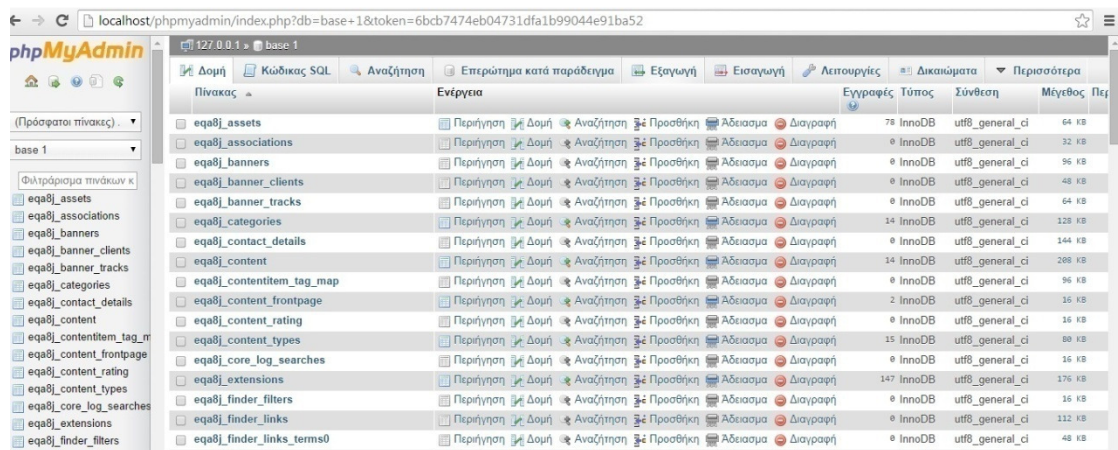 localhost/phpmyadmin/index.php?db=base+1&token=6bcb7474eb04731dfa1b99044e91ba52
phpMyAdmin
(Πρόσφατοι πίνακες) .
base 1
Φιλτράρισμα πινάκων κ
eqa8j_assets
eqa8j_associations
eqa8j_banners
eqa8j_banner_clients
eqa8j_banner_tracks
eqa8j_categories
eqa8j_contact_details
eqa8j_content
eqa8j_contentitem_tag_m
eqa8j_content_frontpage
eqa8j_content_rating
eqa8j_content_types
eqa8j_core_log_searches
eqa8j_extensions
eqa8j_finder_filters
127.0.0.1 » base 1
Δομή Κώδικας SQL Αναζήτηση Επερώτημα κατά παράδειγμα Εξαγωγή Εισαγωγή Λειτουργίες Δικαιώματα Περισσότερα
Πίνακας Ενέργεια Εγγραφές Τύπος Σύνθεση Μέγεθος Περ
eqa8j_assets Περιήγηση Δομή Αναζήτηση Προσθήκη Άδειασμα Διαγραφή 78 InnoDB utf8_general_ci 64 KB
eqa8j_associations Περιήγηση Δομή Αναζήτηση Προσθήκη Άδειασμα Διαγραφή 0 InnoDB utf8_general_ci 32 KB
eqa8j_banners Περιήγηση Δομή Αναζήτηση Προσθήκη Άδειασμα Διαγραφή 0 InnoDB utf8_general_ci 96 KB
eqa8j_banner_clients Περιήγηση Δομή Αναζήτηση Προσθήκη Άδειασμα Διαγραφή 0 InnoDB utf8_general_ci 48 KB
eqa8j_banner_tracks Περιήγηση Δομή Αναζήτηση Προσθήκη Άδειασμα Διαγραφή 0 InnoDB utf8_general_ci 64 KB
eqa8j_categories Περιήγηση Δομή Αναζήτηση Προσθήκη Άδειασμα Διαγραφή 14 InnoDB utf8_general_ci 128 KB
eqa8j_contact_details Περιήγηση Δομή Αναζήτηση Προσθήκη Άδειασμα Διαγραφή 0 InnoDB utf8_general_ci 144 KB
eqa8j_content Περιήγηση Δομή Αναζήτηση Προσθήκη Άδειασμα Διαγραφή 14 InnoDB utf8_general_ci 208 KB
eqa8j_contentitem_tag_map Περιήγηση Δομή Αναζήτηση Προσθήκη Άδειασμα Διαγραφή 0 InnoDB utf8_general_ci 96 KB
eqa8j_content_frontpage Περιήγηση Δομή Αναζήτηση Προσθήκη Άδειασμα Διαγραφή 2 InnoDB utf8_general_ci 16 KB
eqa8j_content_rating Περιήγηση Δομή Αναζήτηση Προσθήκη Άδειασμα Διαγραφή 0 InnoDB utf8_general_ci 16 KB
eqa8j_content_types Περιήγηση Δομή Αναζήτηση Προσθήκη Άδειασμα Διαγραφή 15 InnoDB utf8_general_ci 80 KB
eqa8j_core_log_searches Περιήγηση Δομή Αναζήτηση Προσθήκη Άδειασμα Διαγραφή 0 InnoDB utf8_general_ci 16 KB
eqa8j_extensions Περιήγηση Δομή Αναζήτηση Προσθήκη Άδειασμα Διαγραφή 147 InnoDB utf8_general_ci 176 KB
eqa8j_finder_filters Περιήγηση Δομή Αναζήτηση Προσθήκη Άδειασμα Διαγραφή 0 InnoDB utf8_general_ci 16 KB
eqa8j_finder_links Περιήγηση Δομή Αναζήτηση Προσθήκη Άδειασμα Διαγραφή 0 InnoDB utf8_general_ci 112 KB
eqa8j_finder_links_terms0 Περιήγηση Δομή Αναζήτηση Προσθήκη Άδειασμα Διαγραφή 0 InnoDB utf8_general_ci 48 KB